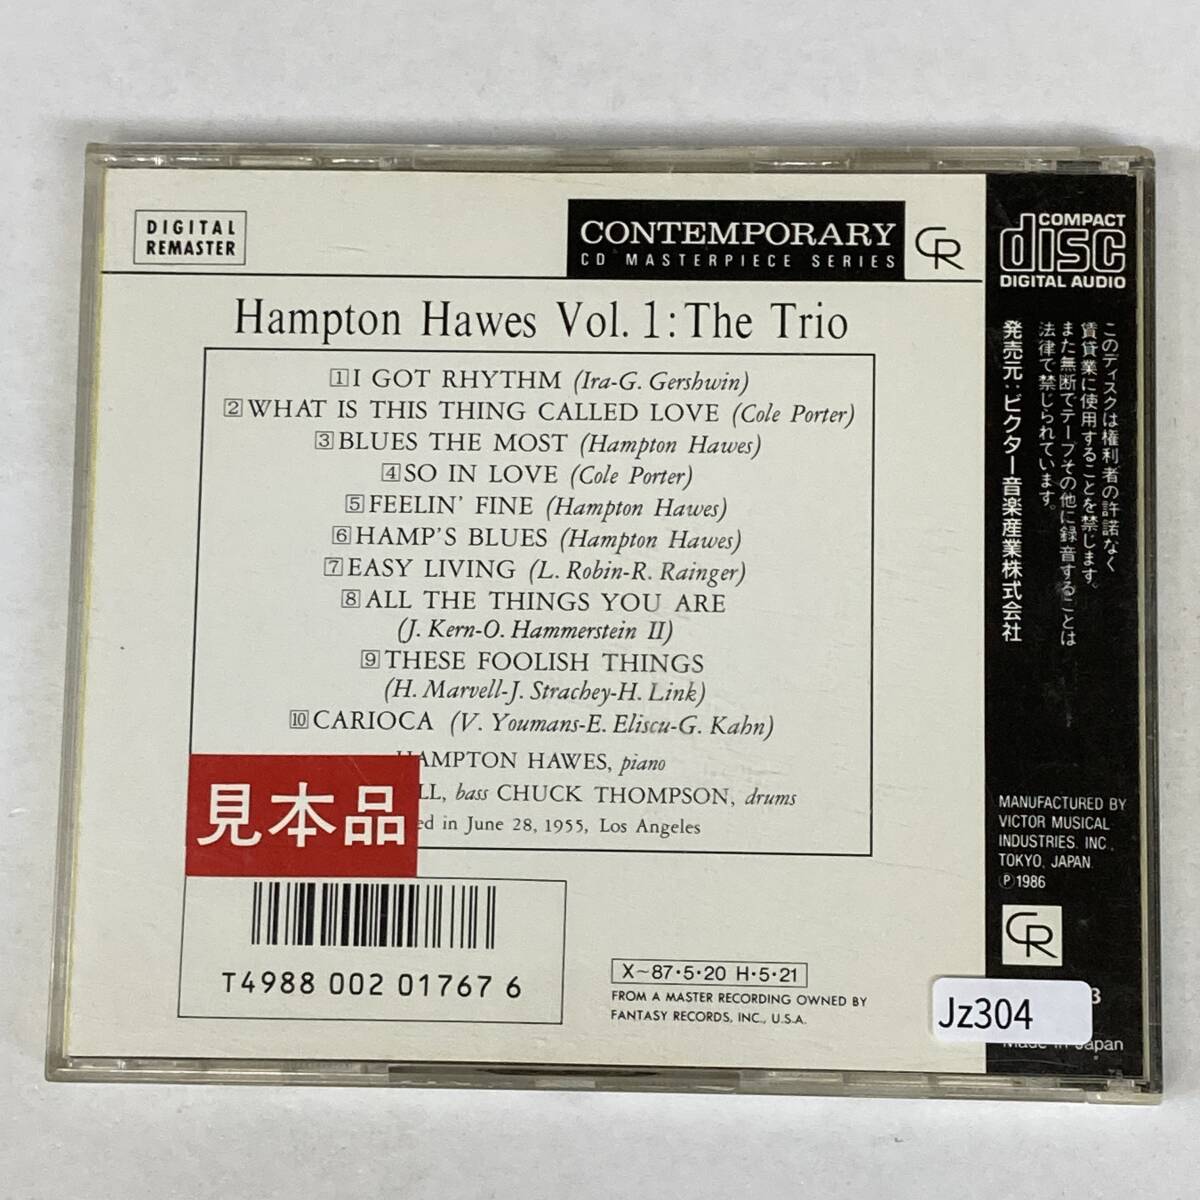 DIGITAL
REMASTER
CONTEMPORARY
CD MASTERPIECE SERIES
CR
Hampton Hawes Vol. 1: The Trio
1 I GOT RHYTHM (Ira-G. Gershwin)
2 WHAT IS THIS THING CALLED LOVE (Cole Porter)
3 BLUES THE MOST (Hampton Hawes)
4 SO IN LOVE (Cole Porter)
5 FEELIN' FINE (Hampton Hawes)
6 HAMP'S BLUES (Hampton Hawes)
7 EASY LIVING (L. Robin-R. Rainger)
8 ALL THE THINGS YOU ARE
(J. Kern-O. Hammerstein II)
9 THESE FOOLISH THINGS
(H. Marvell-J. Strachey-H. Link)
10 CARIOCA (V. Youmans-E. Eliscu-G. Kahn)
HAMPTON HAWES, piano
LL, bass CHUCK THOMPSON, drums
ed in June 28, 1955, Los Angeles
見本品
T4988 002 01767 6
X~87·5·20 H·5·21
FROM A MASTER RECORDING OWNED BY
FANTASY RECORDS, INC., U.S.A.
COMPACT
disc
DIGITAL AUDIO
このディスクは権利者の許諾なく
賃貸業に使用することを禁じます。
また無断でテープその他に録音することは
法律で禁じられています。
発売元:ビクター音楽産業株式会社
MANUFACTURED BY
VICTOR MUSICAL
INDUSTRIES, INC.,
TOKYO, JAPAN.
Ⓟ1986
CR
3
Jz304
Made in Japan